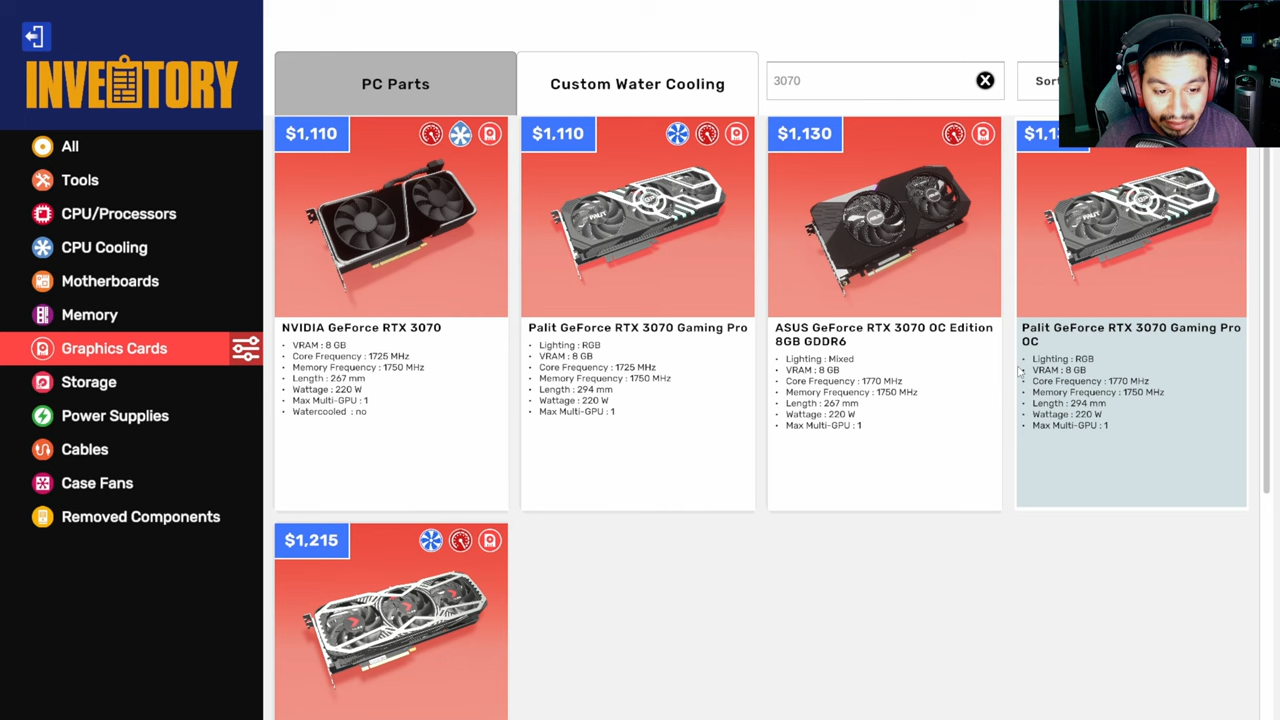 INVENTORY
All
Tools
CPU/Processors
CPU Cooling
Motherboards
Memory
Graphics Cards
Storage
Power Supplies
Cables
Case Fans
Removed Components
PC Parts
Custom Water Cooling
3070
Sor
$1,110
NVIDIA GeForce RTX 3070
• VRAM : 8 GB
• Core Frequency : 1725 MHz
• Memory Frequency : 1750 MHz
• Length : 267 mm
• Wattage : 220 W
• Max Multi-GPU : 1
• Watercooled : no
$1,110
PALIT
Palit GeForce RTX 3070 Gaming Pro
• Lighting : RGB
• VRAM : 8 GB
• Core Frequency : 1725 MHz
• Memory Frequency : 1750 MHz
• Length : 294 mm
• Wattage : 220 W
• Max Multi-GPU : 1
$1,130
ASUS GeForce RTX 3070 OC Edition
8GB GDDR6
• Lighting : Mixed
• VRAM : 8 GB
• Core Frequency : 1770 MHz
• Memory Frequency : 1750 MHz
• Length : 267 mm
• Wattage : 220 W
• Max Multi-GPU : 1
PALIT
Palit GeForce RTX 3070 Gaming Pro
OC
• Lighting : RGB
• VRAM : 8 GB
• Core Frequency : 1770 MHz
• Memory Frequency : 1750 MHz
• Length : 294 mm
• Wattage : 220 W
• Max Multi-GPU : 1
$1,215